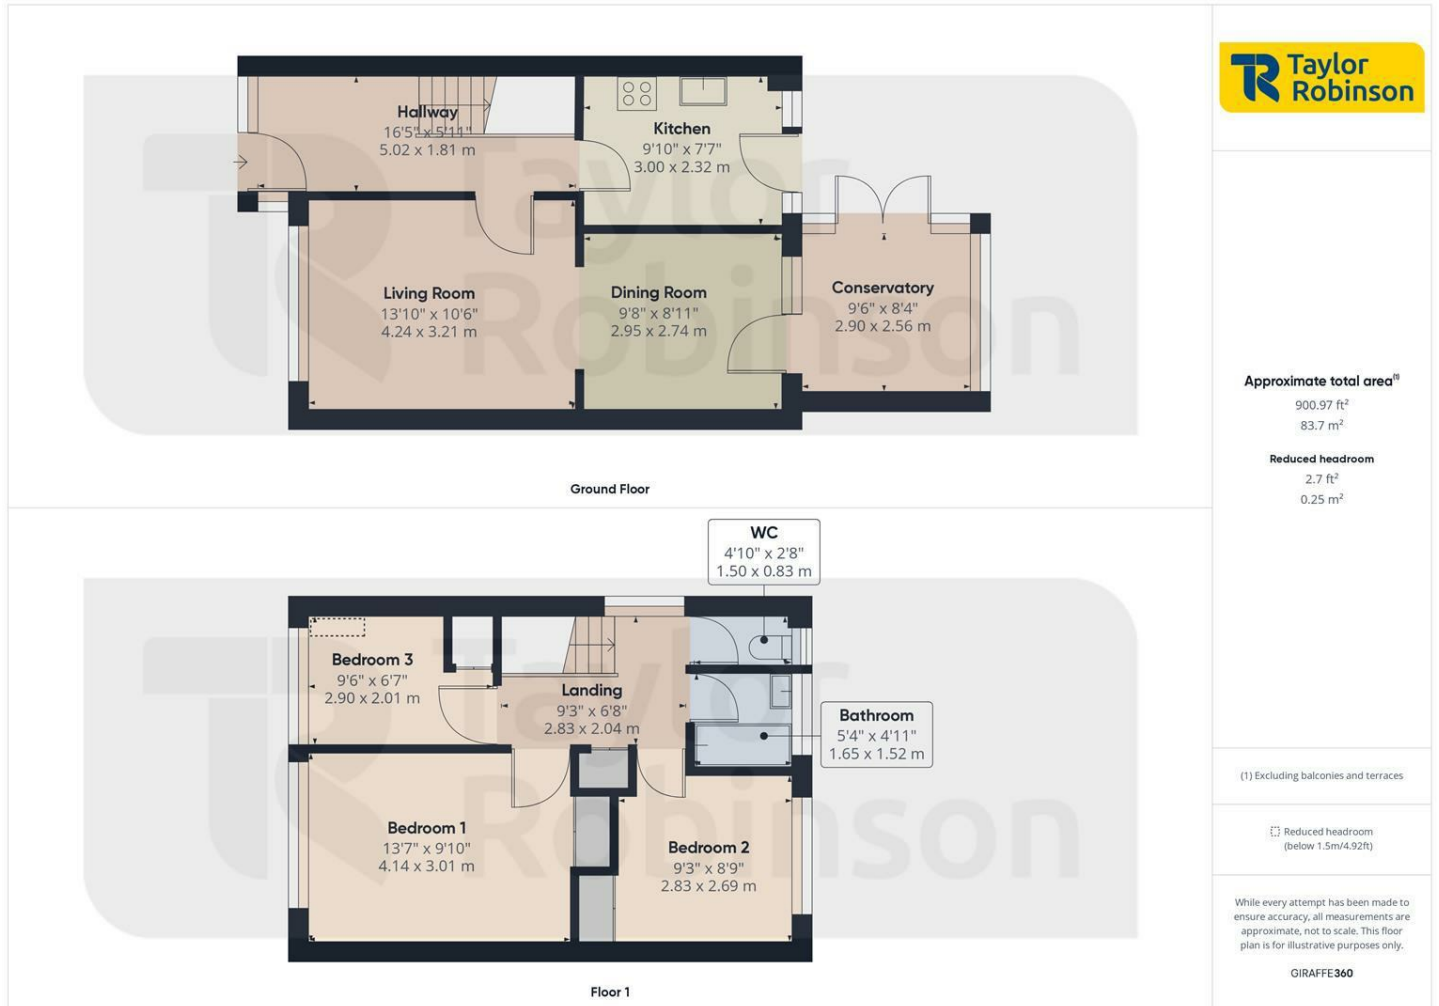 Taylor
Robinson
Hallway
16'5" x 5'11"
5.02 x 1.81 m
Kitchen
9'10" x 7'7"
3.00 x 2.32 m
Living Room
13'10" x 10'6"
4.24 x 3.21 m
Dining Room
9'8" x 8'11"
2.95 x 2.74 m
Conservatory
9'6" x 8'4"
2.90 x 2.56 m
Taylor
Robinson
Ground Floor
WC
4'10" x 2'8"
1.50 x 0.83 m
Bedroom 3
9'6" x 6'7"
2.90 x 2.01 m
Landing
9'3" x 6'8"
2.83 x 2.04 m
Bathroom
5'4" x 4'11"
1.65 x 1.52 m
Bedroom 1
13'7" x 9'10"
4.14 x 3.01 m
Bedroom 2
9'3" x 8'9"
2.83 x 2.69 m
Taylor
Robinson
Floor 1
Approximate total area(1)
900.97 ft²
83.7 m²
Reduced headroom
2.7 ft²
0.25 m²
(1) Excluding balconies and terraces
Reduced headroom
(below 1.5m/4.92ft)
While every attempt has been made to
ensure accuracy, all measurements are
approximate, not to scale. This floor
plan is for illustrative purposes only.
GIRAFFE360